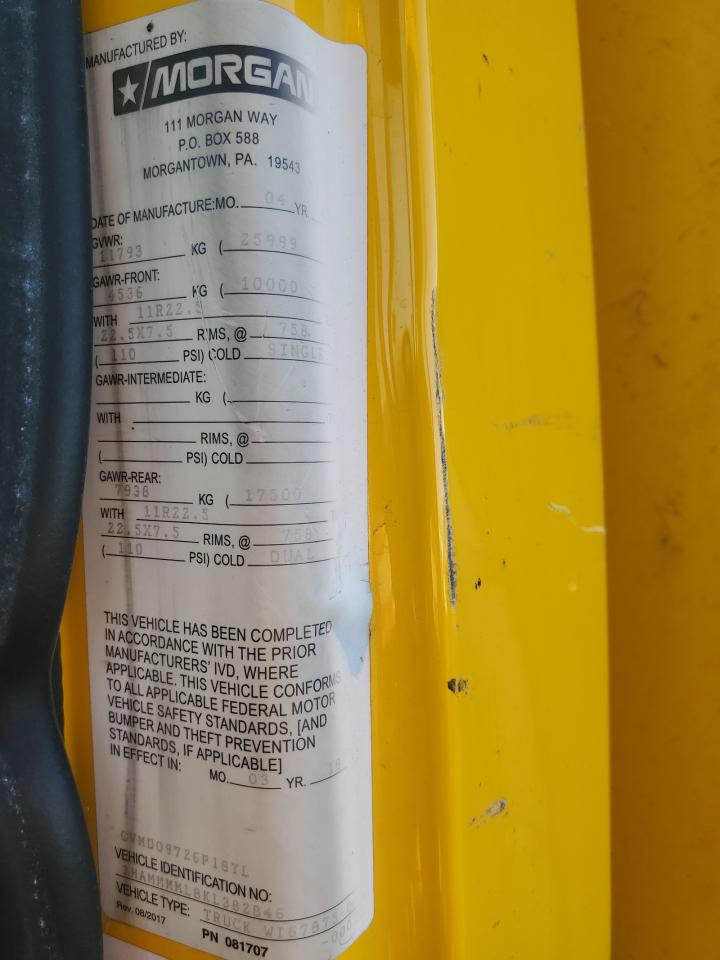 MANUFACTURED BY:
MORGAN
111 MORGAN WAY
P.O. BOX 588
MORGANTOWN, PA. 19543
DATE OF MANUFACTURE:MO. 04 YR.
GVWR:
11793 KG ( 25999
GAWR-FRONT:
4536 KG ( 10000
WITH 11R22.5
22.5X7.5 RIMS, @ 758
( 110 PSI) COLD SINGLE
GAWR-INTERMEDIATE:
KG (
WITH
RIMS, @
( PSI) COLD
GAWR-REAR:
7938 KG ( 17500
WITH 11R22.5
22.5X7.5 RIMS, @ 758
( 110 PSI) COLD DUAL
THIS VEHICLE HAS BEEN COMPLETED
IN ACCORDANCE WITH THE PRIOR
MANUFACTURERS' IVD, WHERE
APPLICABLE. THIS VEHICLE CONFORMS
TO ALL APPLICABLE FEDERAL MOTOR
VEHICLE SAFETY STANDARDS, [AND
BUMPER AND THEFT PREVENTION
STANDARDS, IF APPLICABLE]
IN EFFECT IN: MO. 03 YR. 18
GVMD09726P18YL
VEHICLE IDENTIFICATION NO:
1HAMMMML8KL382846
VEHICLE TYPE: TRUCK
Rev. 08/2017 PN 081707